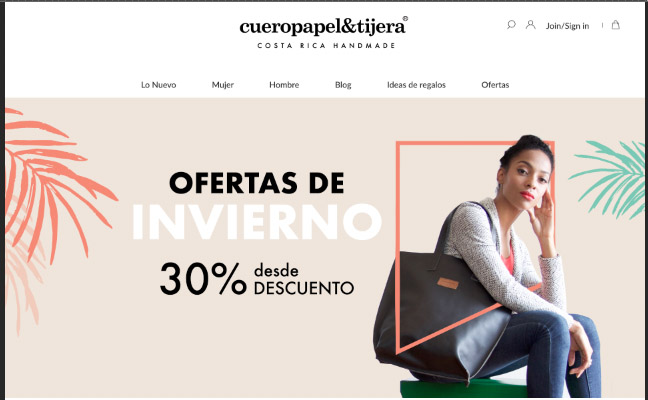 cueropapel&tijera®
COSTA RICA HANDMADE
Join/Sign in
Lo Nuevo Mujer Hombre Blog Ideas de regalos Ofertas
OFERTAS DE
INVIERNO
30% desde
DESCUENTO